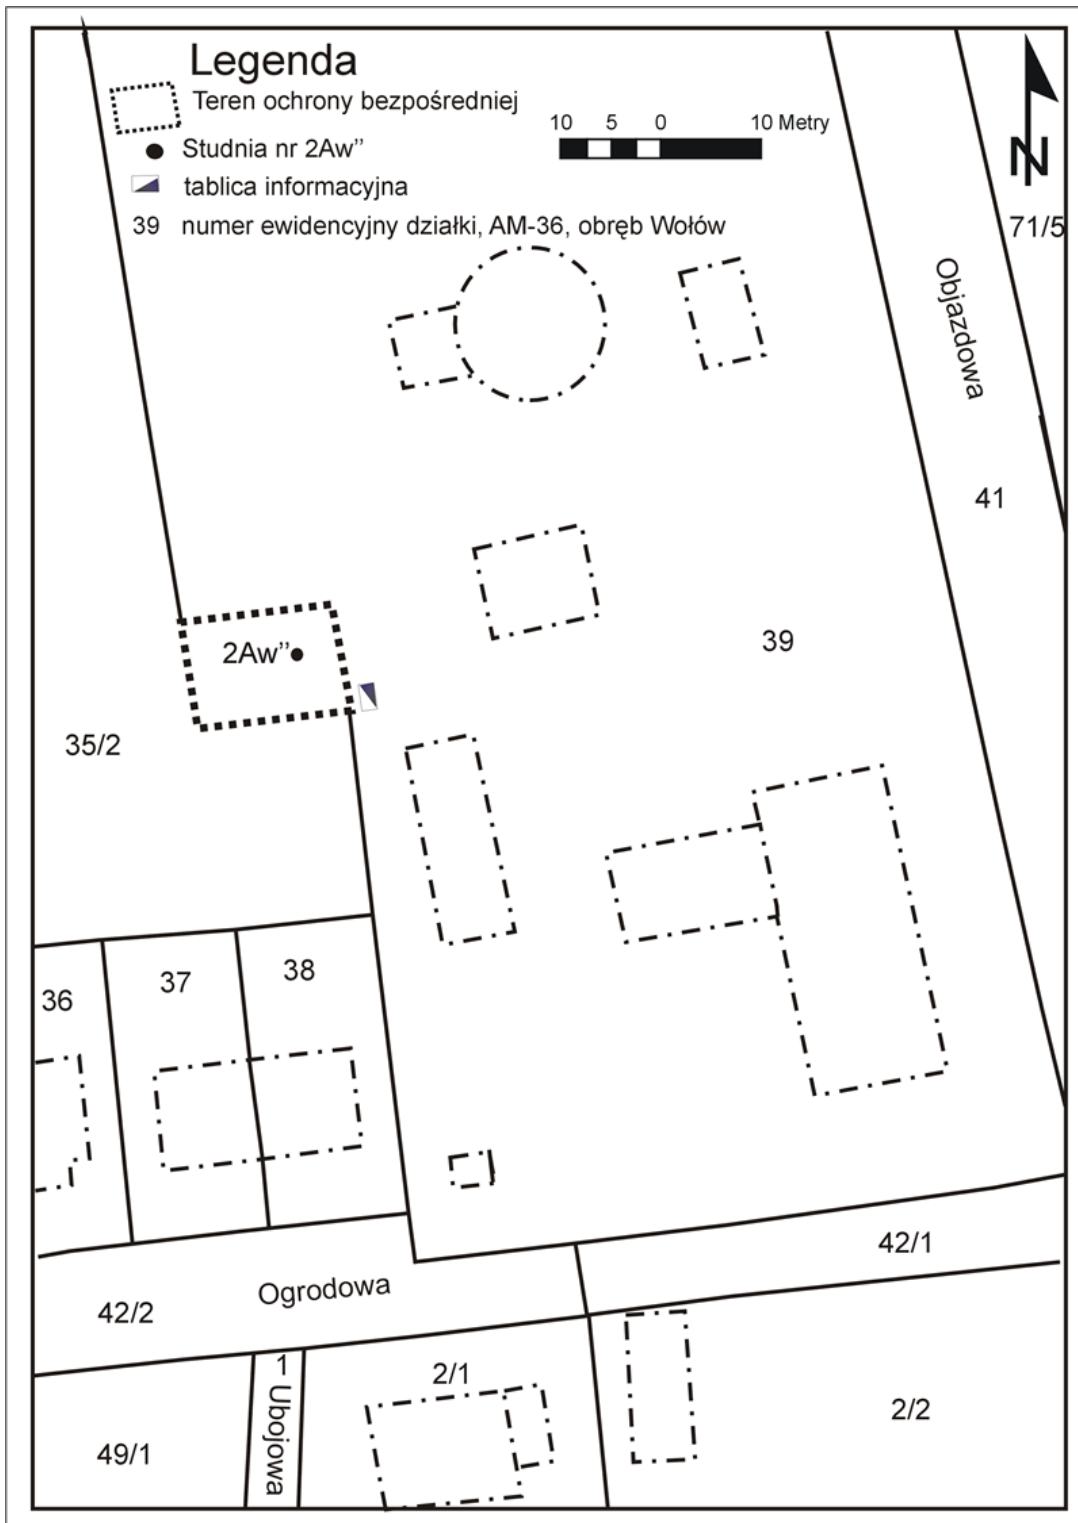 Legenda
Teren ochrony bezpośredniej
Studnia nr 2Aw’’
tablica informacyjna
39 numer ewidencyjny działki, AM-36, obręb Wołów
10 5 0 10 Metry
N
71/5
Objazdowa
41
39
2Aw’’
35/2
36
37
38
42/1
Ogrodowa
42/2
1
Ubojowa
2/1
2/2
49/1